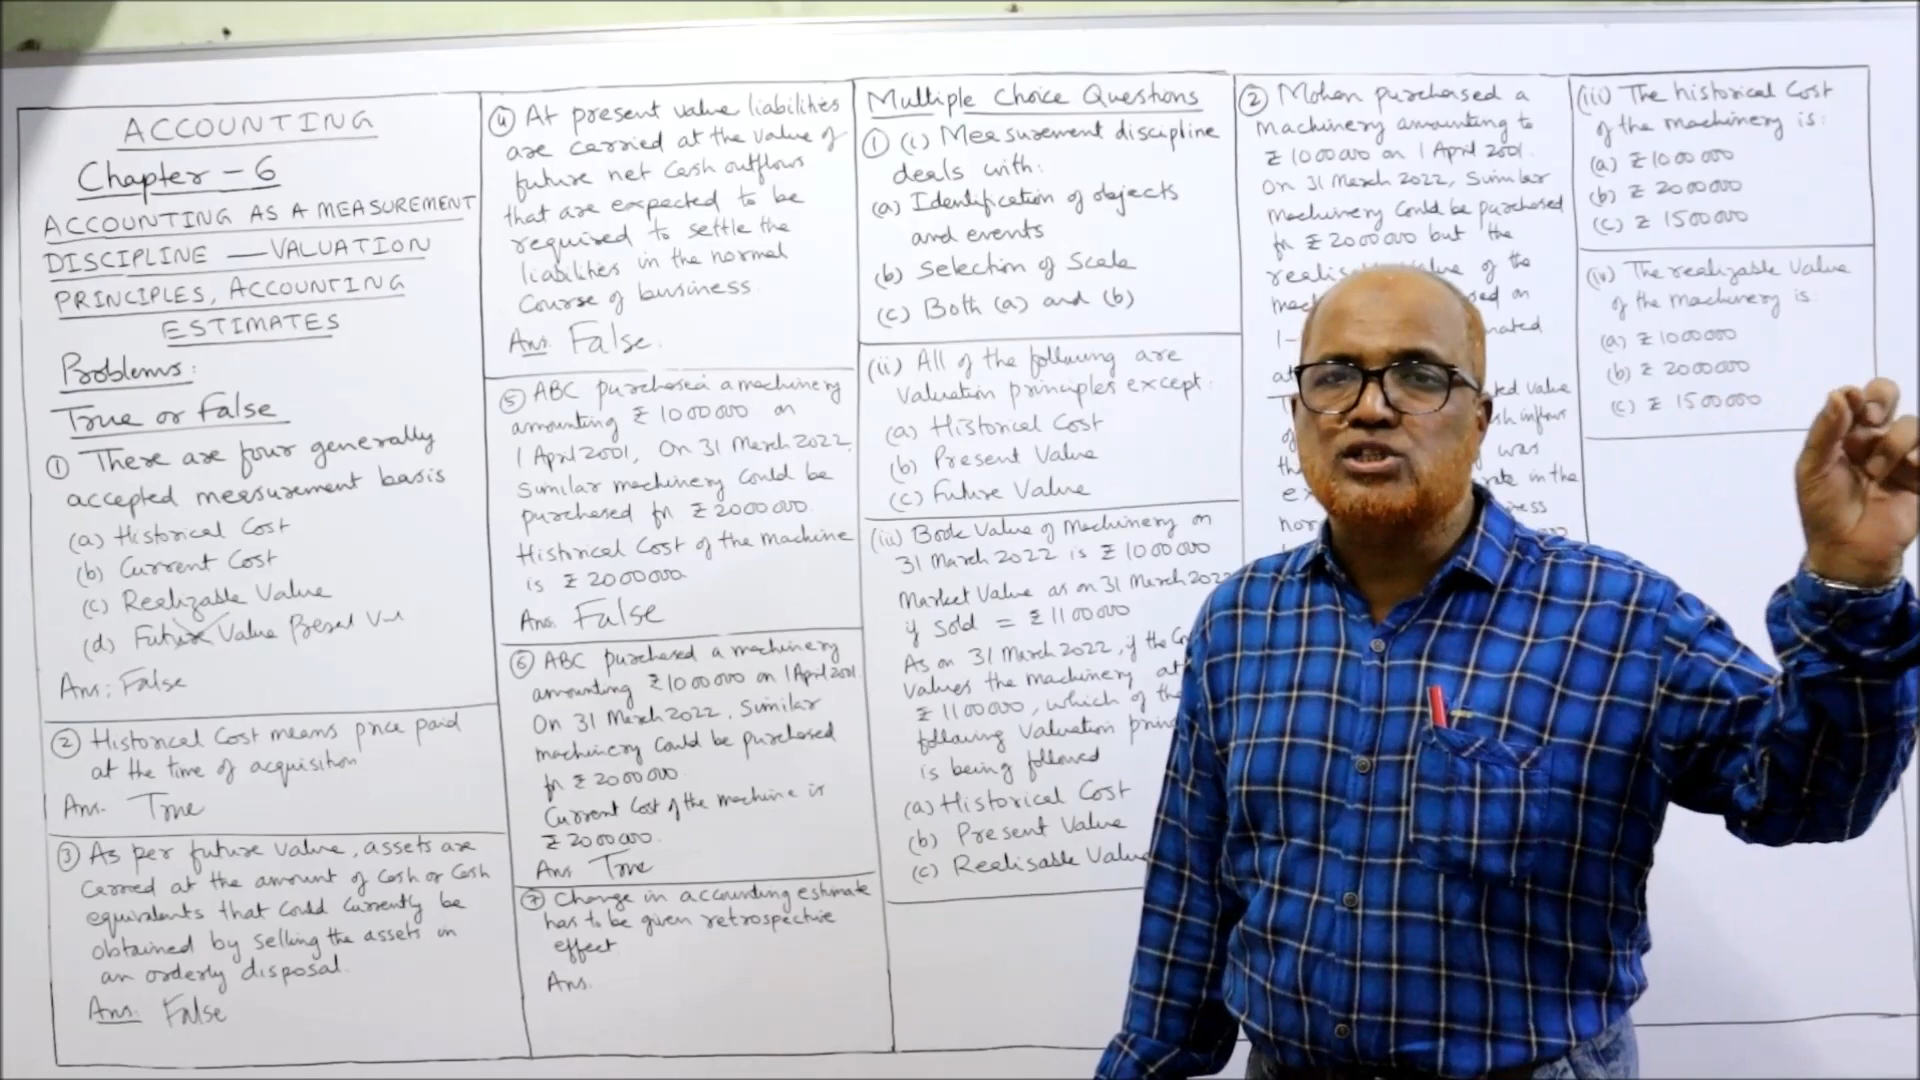 ACCOUNTING
Chapter - 6
ACCOUNTING AS A MEASUREMENT
DISCIPLINE — VALUATION
PRINCIPLES, ACCOUNTING
ESTIMATES
Problems:
True or False
① There are four generally
accepted measurement basis
(a) Historical Cost
(b) Current Cost
(c) Realizable Value
(d) Future Value Present
Ans: False
② Historical Cost means price paid
at the time of acquisition
Ans. True
③ As per future value, assets are
Carried at the amount of Cash or Cash
equivalents that Could Currently be
obtained by selling the assets in
an orderly disposal.
Ans. False
④ At present value liabilities
are carried at the value of
future net Cash outflows
that are expected to be
required to settle the
liabilities in the normal
Course of business.
Ans. False.
⑤ ABC purchased a machinery
amounting ₹ 1000000 on
1 April 2001, On 31 March 2022,
Similar machinery Could be
purchased for ₹ 2000000.
Historical Cost of the machine
is ₹ 2000000
Ans. False
⑥ ABC purchased a machinery
amounting ₹ 1000000 on 1 April 2001.
On 31 March 2022, Similar
machinery Could be purchased
for ₹ 2000000.
Current Cost of the machine is
₹ 2000000.
Ans True
⑦ Change in accounting estimate
has to be given retrospective
effect.
Ans.
Multiple Choice Questions
① (i) Measurement discipline
deals with:
(a) Identification of objects
and events
(b) Selection of Scale
(c) Both (a) and (b)
(ii) All of the following are
Valuation principles except:
(a) Historical Cost
(b) Present Value
(c) Future Value
(iii) Book Value of Machinery on
31 March 2022 is ₹ 1000000
Market Value as on 31 March 2022
if Sold = ₹ 1100000
As on 31 March 2022, if the
Values the machinery at
₹ 1100000, which of the
following Valuation
is being followed
(a) Historical Cost
(b) Present Value
(c) Realisable Value
② Mohan purchased a
Machinery amounting to
₹ 1000000 on 1 April 2001.
On 31 March 2022, Similar
Machinery Could be purchased
for ₹ 2000000 but the
of the
on
Value
inflow
was
rate in the
(iii) The historical Cost
of the machinery is:
(a) ₹ 1000000
(b) ₹ 2000000
(c) ₹ 1500000
(iv) The realizable Value
of the machinery is:
(a) ₹ 1000000
(b) ₹ 2000000
(c) ₹ 1500000